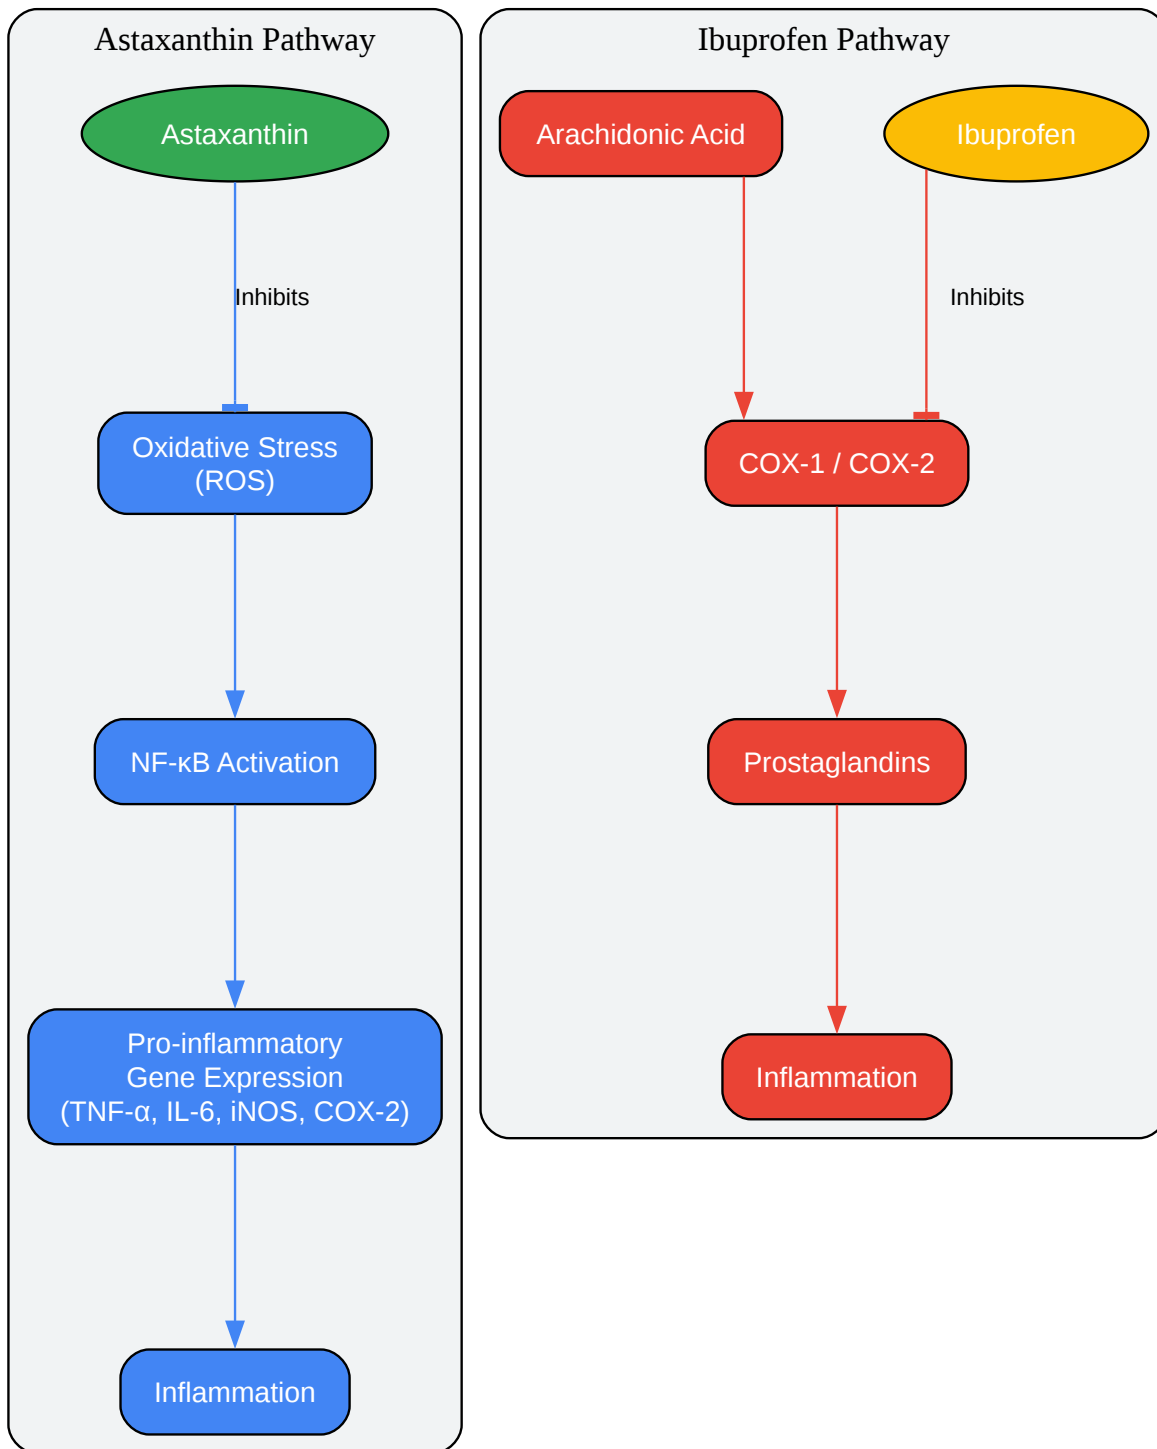 Astaxanthin Pathway
Astaxanthin
Inhibits
Oxidative Stress
(ROS)
NF-κB Activation
Pro-inflammatory
Gene Expression
(TNF-α, IL-6, iNOS, COX-2)
Inflammation
Ibuprofen Pathway
Arachidonic Acid
Ibuprofen
Inhibits
COX-1 / COX-2
Prostaglandins
Inflammation